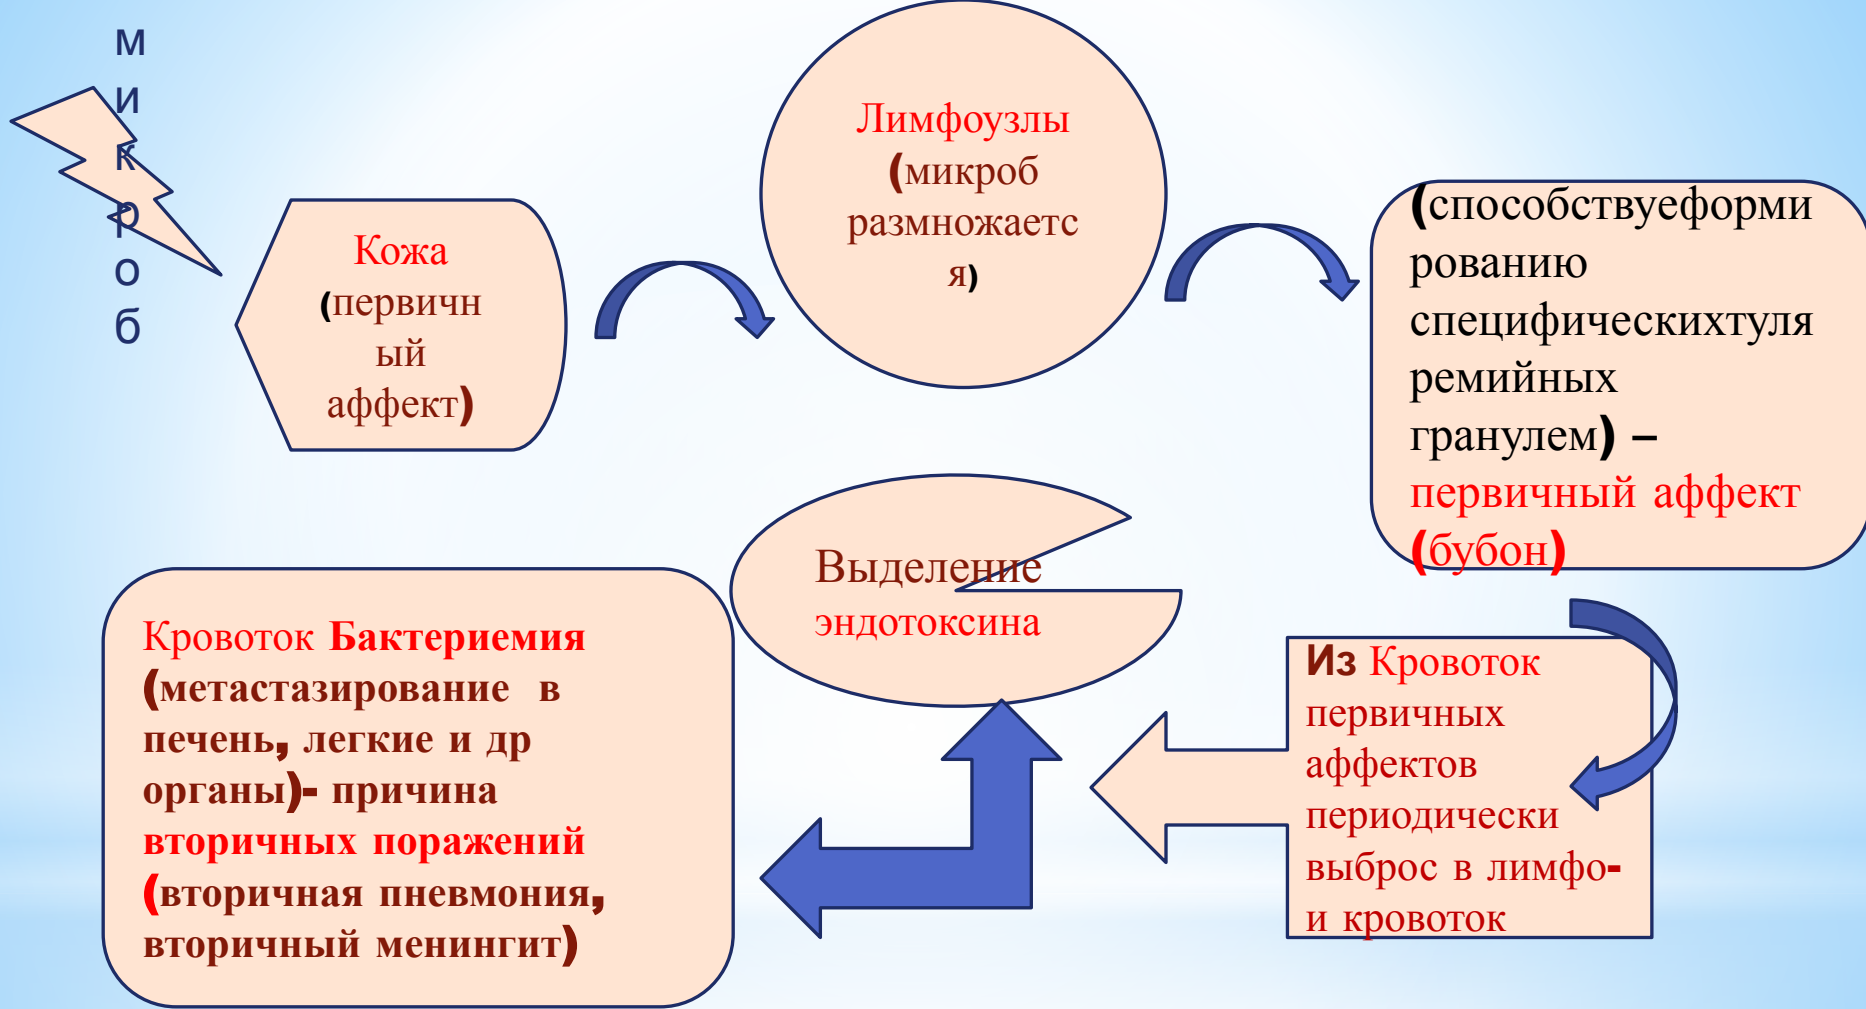 м
и
к
р
о
б
Кожа
(первичн
ый
аффект)
Лимфоузлы
(микроб
размножаетс
я)
(способствуеформи
рованию
специфическихтуля
ремийных
гранулем) –
первичный аффект
(бубон)
Из Кровоток
первичных
аффектов
периодически
выброс в лимфо-
и кровоток
Выделение
эндотоксина
Кровоток Бактериемия
(метастазирование в
печень, легкие и др
органы)- причина
вторичных поражений
(вторичная пневмония,
вторичный менингит)